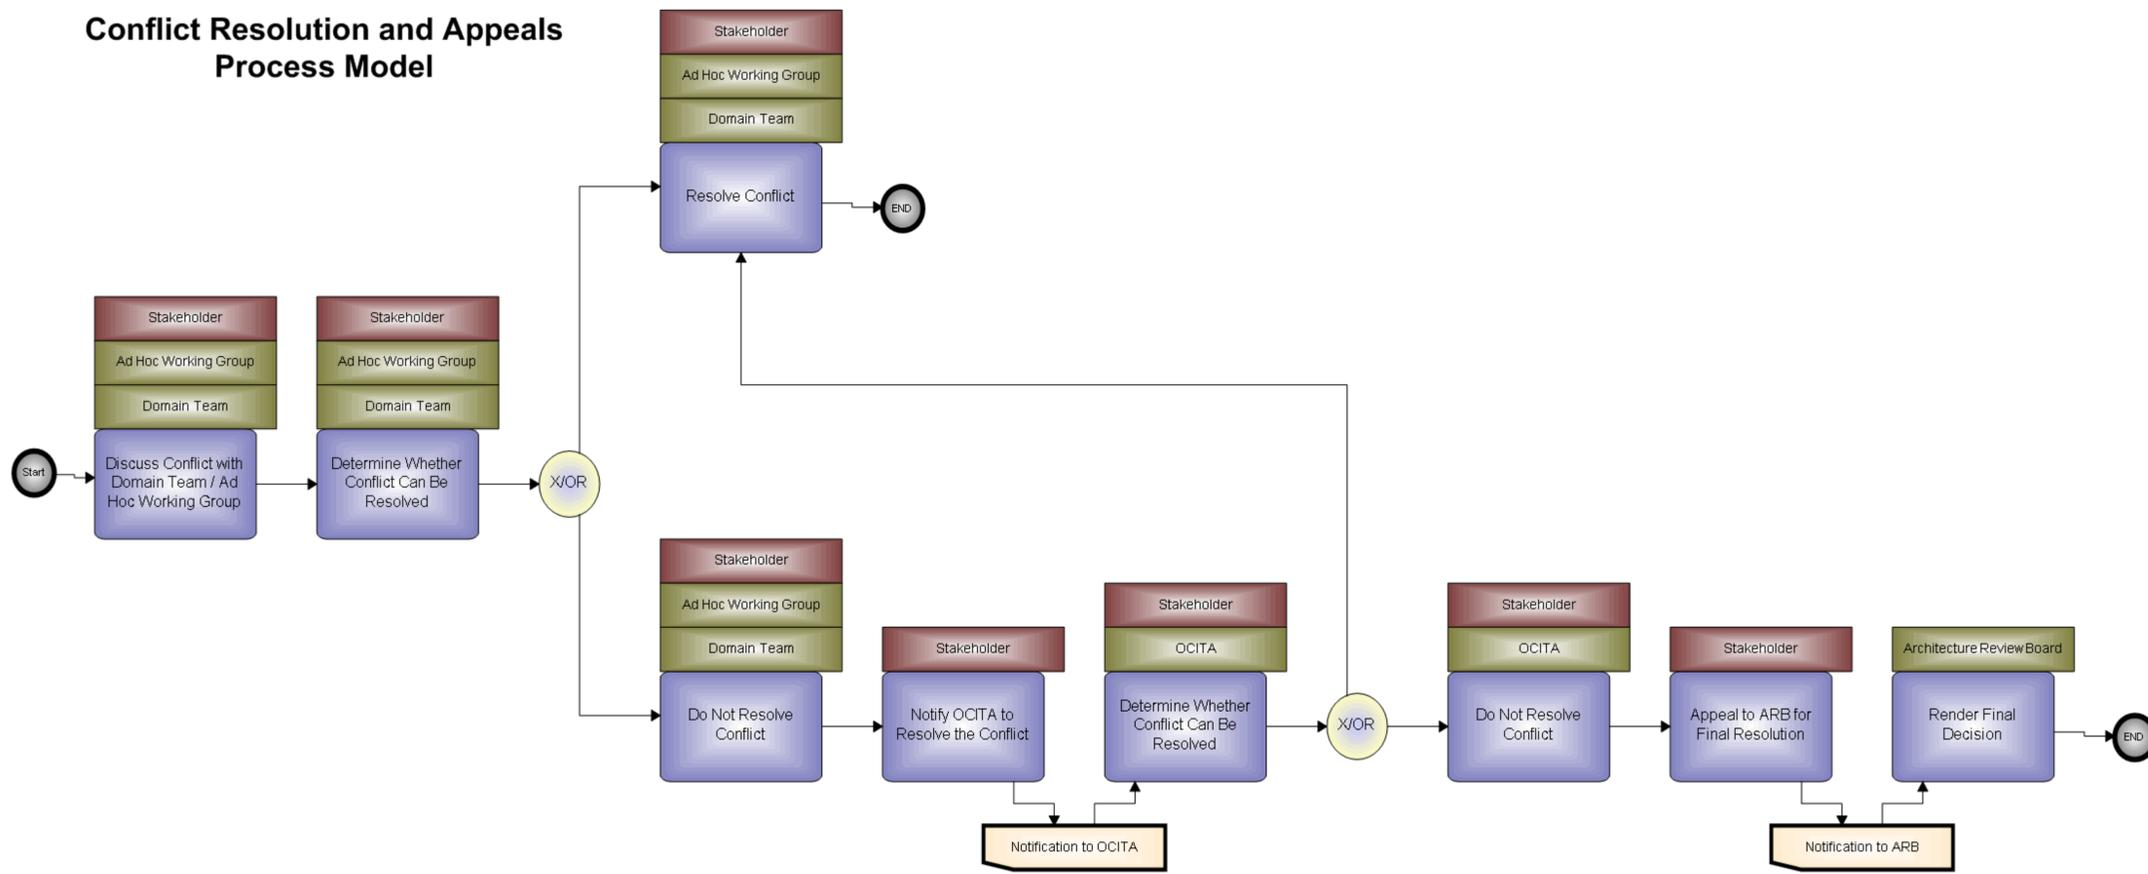 Conflict Resolution and Appeals
Process Model
Stakeholder
Ad Hoc Working Group
Domain Team
Resolve Conflict
END
Stakeholder
Ad Hoc Working Group
Domain Team
Start
Discuss Conflict with
Domain Team / Ad
Hoc Working Group
Stakeholder
Ad Hoc Working Group
Domain Team
Determine Whether
Conflict Can Be
Resolved
X/OR
Stakeholder
Ad Hoc Working Group
Domain Team
Do Not Resolve
Conflict
Stakeholder
Notify OCITA to
Resolve the Conflict
Notification to OCITA
Stakeholder
OCITA
Determine Whether
Conflict Can Be
Resolved
X/OR
Stakeholder
OCITA
Do Not Resolve
Conflict
Stakeholder
Appeal to ARB for
Final Resolution
Notification to ARB
Architecture Review Board
Render Final
Decision
END